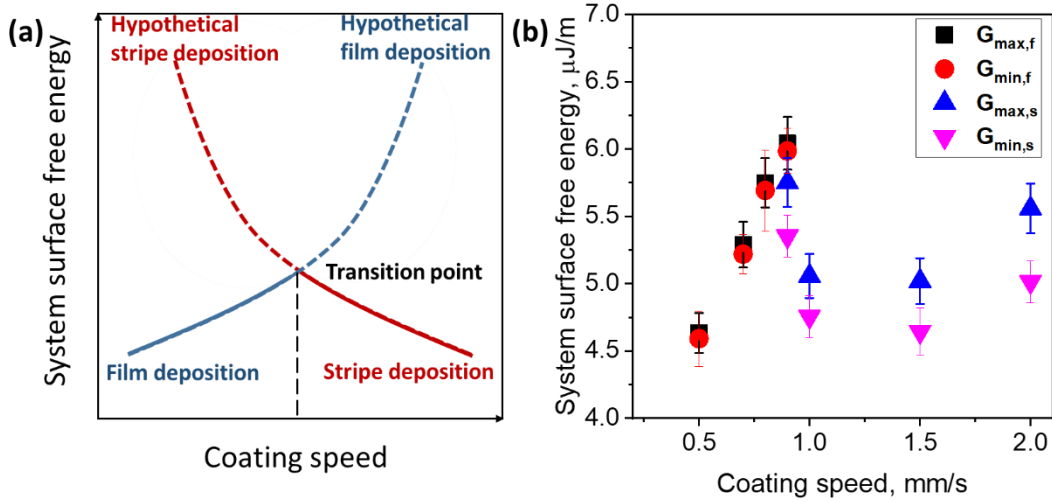 (a)
Hypothetical
stripe deposition
Hypothetical
film deposition
Transition point
Film deposition
Stripe deposition
System surface free energy
Coating speed
(b)
System surface free energy, μJ/m
7.0
6.5
6.0
5.5
5.0
4.5
4.0
Gmax,f
Gmin,f
Gmax,s
Gmin,s
0.5
1.0
1.5
2.0
Coating speed, mm/s